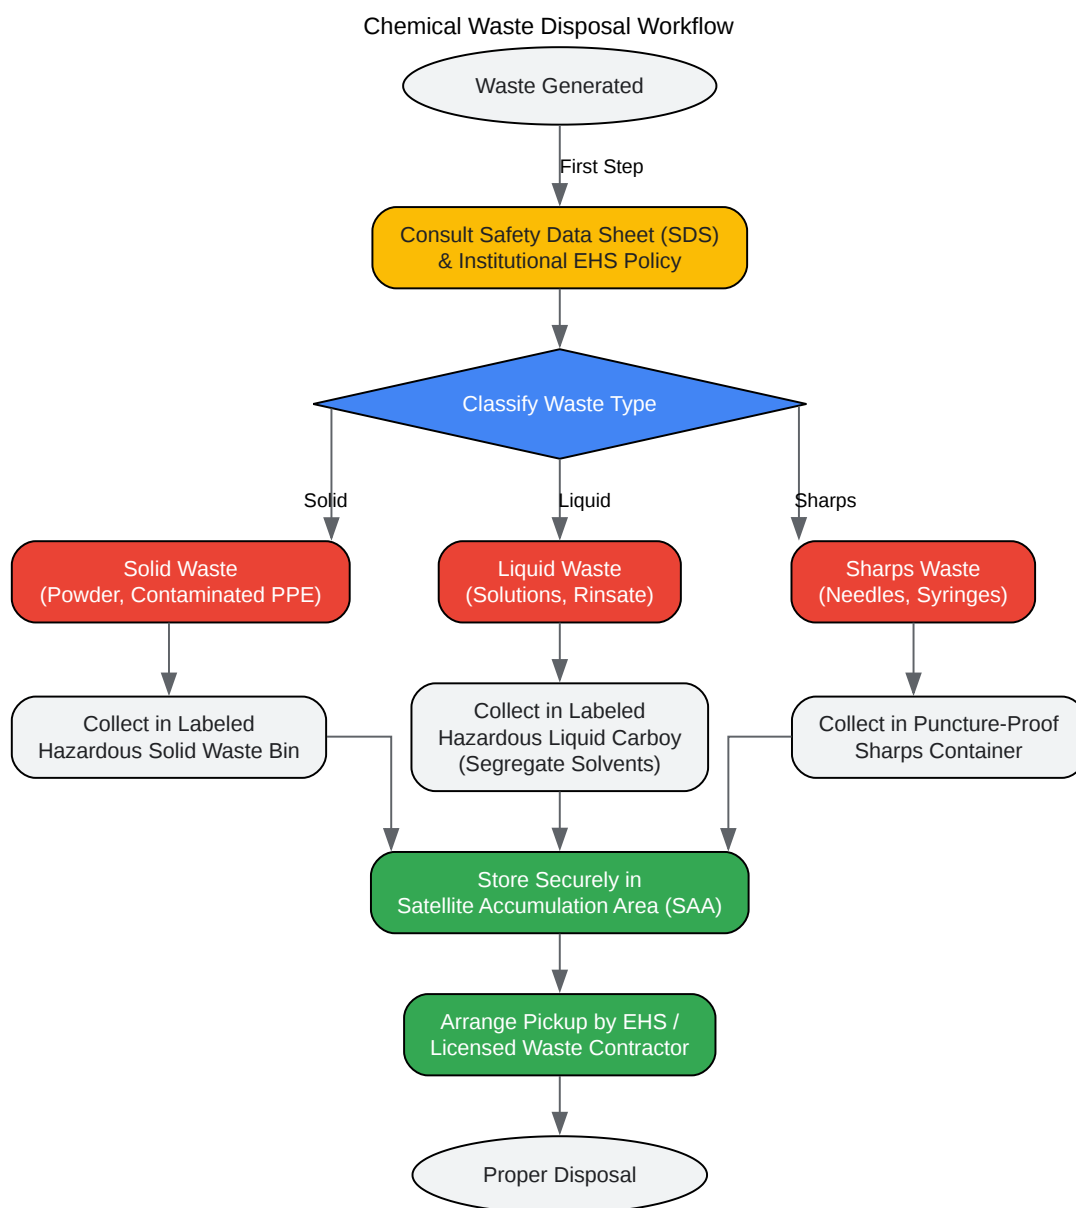 Chemical Waste Disposal Workflow
Waste Generated
First Step
Consult Safety Data Sheet (SDS)
& Institutional EHS Policy
Classify Waste Type
Solid
Liquid
Sharps
Solid Waste
(Powder, Contaminated PPE)
Liquid Waste
(Solutions, Rinsate)
Sharps Waste
(Needles, Syringes)
Collect in Labeled
Hazardous Solid Waste Bin
Collect in Labeled
Hazardous Liquid Carboy
(Segregate Solvents)
Collect in Puncture-Proof
Sharps Container
Store Securely in
Satellite Accumulation Area (SAA)
Arrange Pickup by EHS /
Licensed Waste Contractor
Proper Disposal